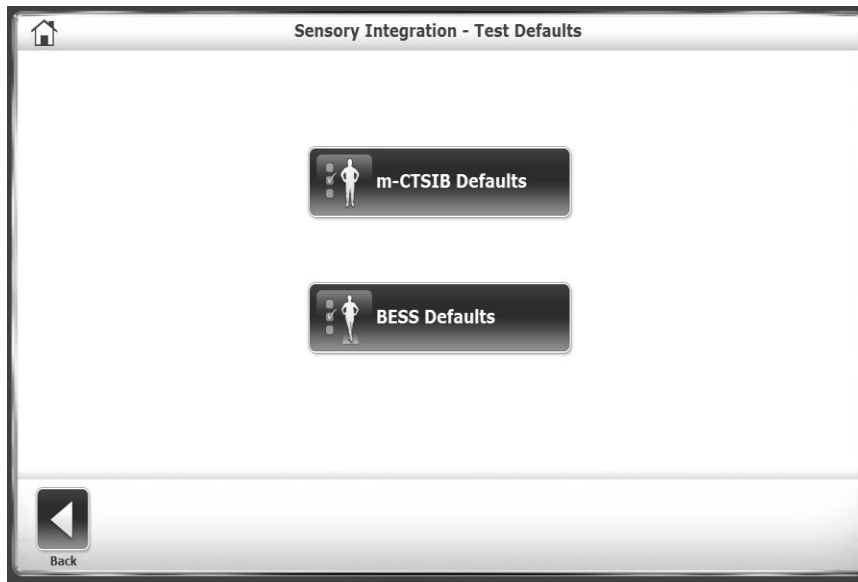 Sensory Integration - Test Defaults
m-CTSIB Defaults
BESS Defaults
Back